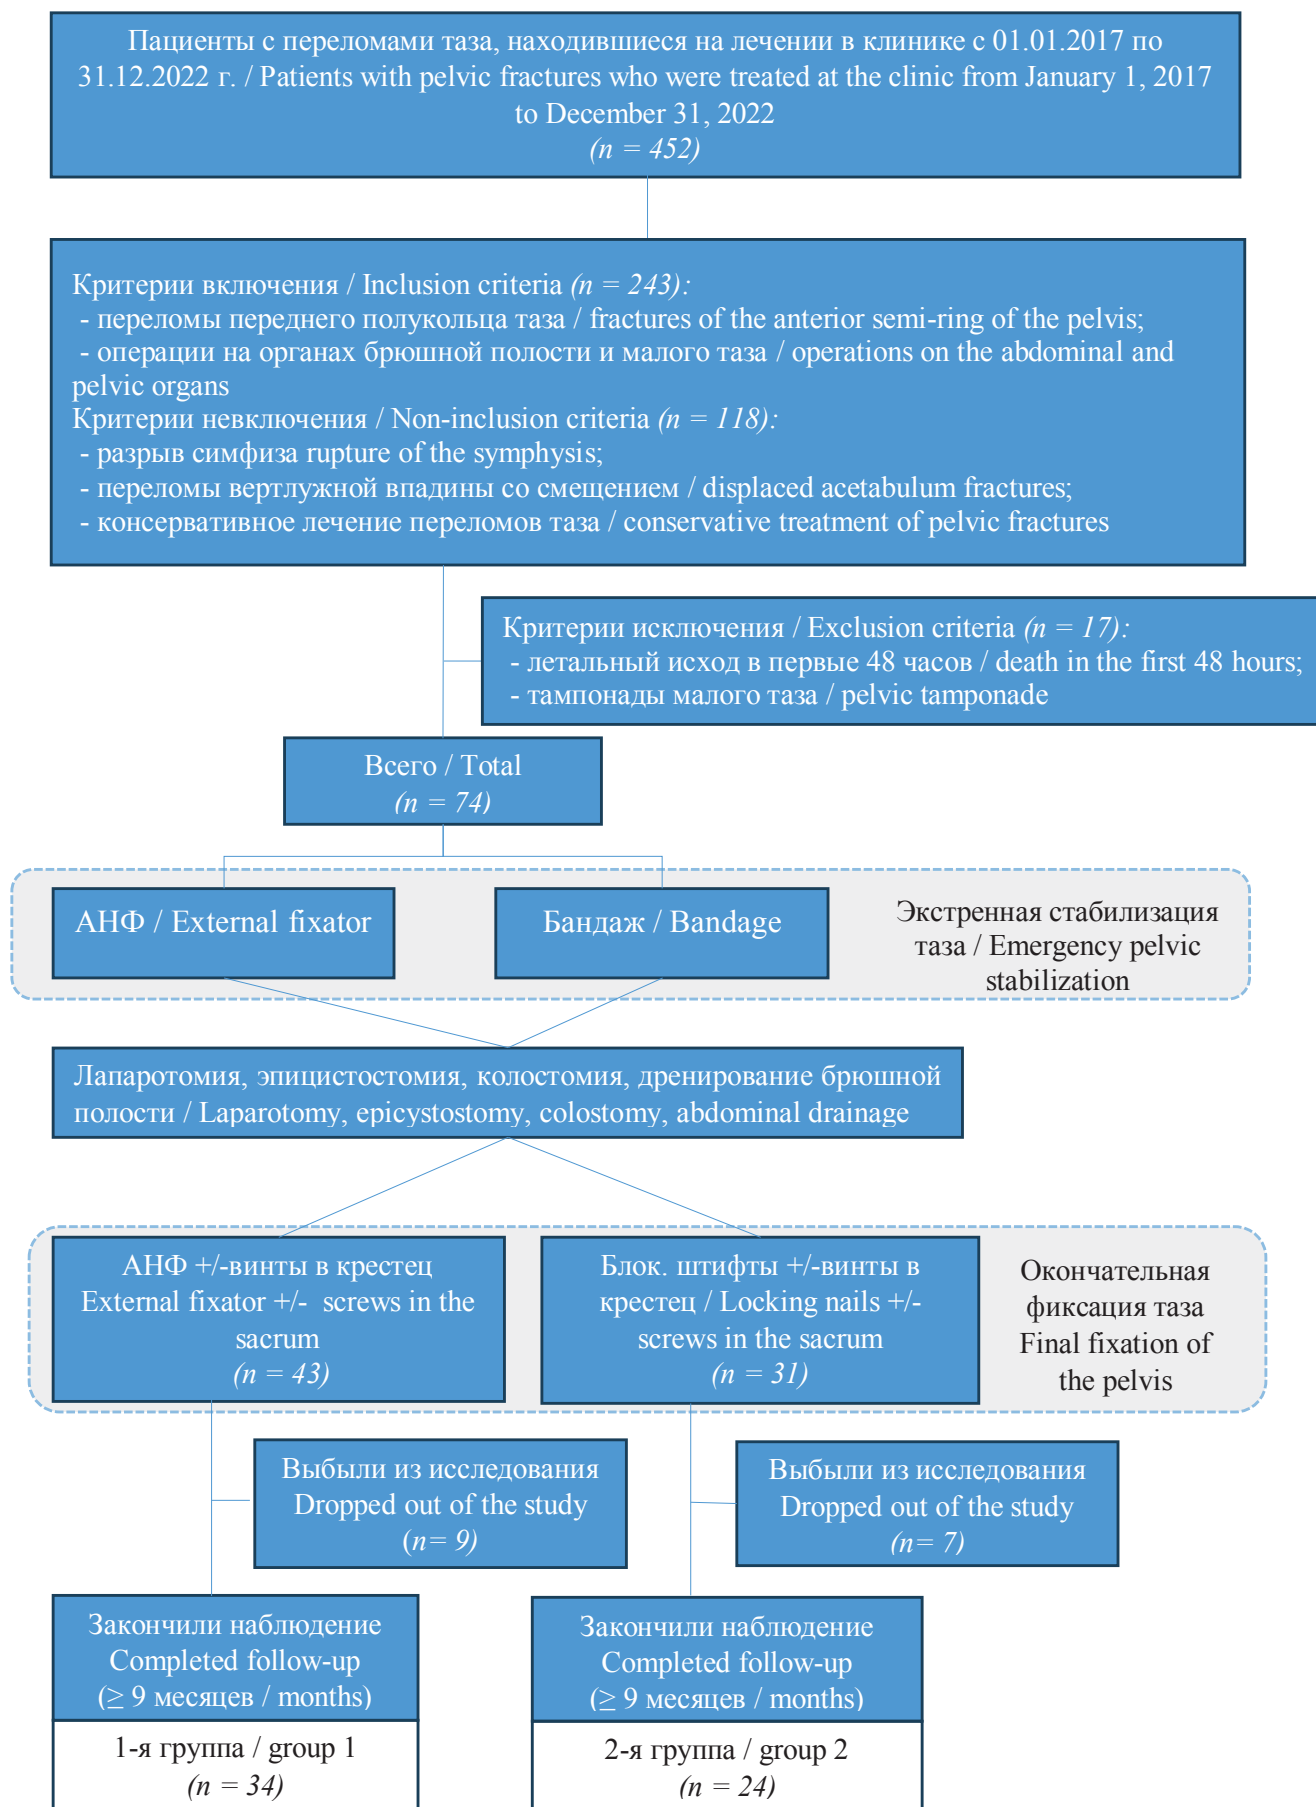 Пациенты с переломами таза, находившиеся на лечении в клинике с 01.01.2017 по
31.12.2022 г. / Patients with pelvic fractures who were treated at the clinic from January 1, 2017
to December 31, 2022
(n = 452)
Критерии включения / Inclusion criteria (n = 243):
- переломы переднего полукольца таза / fractures of the anterior semi-ring of the pelvis;
- операции на органах брюшной полости и малого таза / operations on the abdominal and
pelvic organs
Критерии невключения / Non-inclusion criteria (n = 118):
- разрыв симфиза rupture of the symphysis;
- переломы вертлужной впадины со смещением / displaced acetabulum fractures;
- консервативное лечение переломов таза / conservative treatment of pelvic fractures
Критерии исключения / Exclusion criteria (n = 17):
- летальный исход в первые 48 часов / death in the first 48 hours;
- тампонады малого таза / pelvic tamponade
Всего / Total
(n = 74)
АНФ / External fixator
Бандаж / Bandage
Экстренная стабилизация
таза / Emergency pelvic
stabilization
Лапаротомия, эпицистостомия, колостомия, дренирование брюшной
полости / Laparotomy, epicystostomy, colostomy, abdominal drainage
АНФ +/-винты в крестец
External fixator +/- screws in the
sacrum
(n = 43)
Блок. штифты +/-винты в
крестец / Locking nails +/-
screws in the sacrum
(n = 31)
Окончательная
фиксация таза
Final fixation of
the pelvis
Выбыли из исследования
Dropped out of the study
(n= 9)
Выбыли из исследования
Dropped out of the study
(n= 7)
Закончили наблюдение
Completed follow-up
(≥ 9 месяцев / months)
1-я группа / group 1
(n = 34)
Закончили наблюдение
Completed follow-up
(≥ 9 месяцев / months)
2-я группа / group 2
(n = 24)